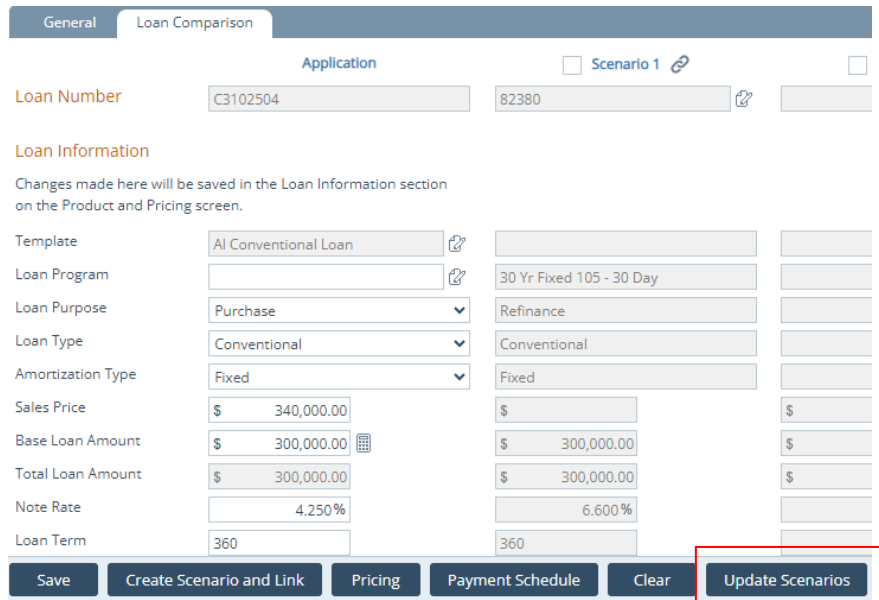 General Loan Comparison
Application Scenario 1
Loan Number C3102504 82380
Loan Information
Changes made here will be saved in the Loan Information section
on the Product and Pricing screen.
Template AI Conventional Loan
Loan Program 30 Yr Fixed 105 - 30 Day
Loan Purpose Purchase Refinance
Loan Type Conventional Conventional
Amortization Type Fixed Fixed
Sales Price $ 340,000.00 $ $
Base Loan Amount $ 300,000.00 $ 300,000.00 $
Total Loan Amount $ 300,000.00 $ 300,000.00 $
Note Rate 4.250% 6.600%
Loan Term 360 360
Save Create Scenario and Link Pricing Payment Schedule Clear Update Scenarios